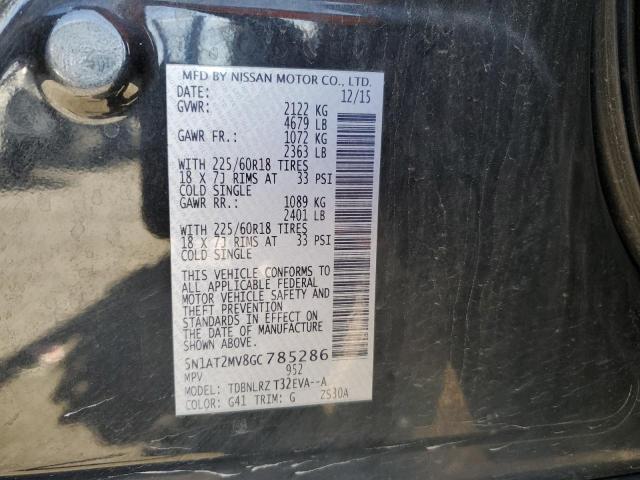 MFD BY NISSAN MOTOR CO., LTD.
DATE: 12/15
GVWR: 2122 KG
4679 LB
GAWR FR.: 1072 KG
2363 LB
WITH 225/60R18 TIRES
18 X 7J RIMS AT 33 PSI
COLD SINGLE
GAWR RR.: 1089 KG
2401 LB
WITH 225/60R18 TIRES
18 X 7J RIMS AT 33 PSI
COLD SINGLE
THIS VEHICLE CONFORMS TO
ALL APPLICABLE FEDERAL
MOTOR VEHICLE SAFETY AND
THEFT PREVENTION
STANDARDS IN EFFECT ON
THE DATE OF MANUFACTURE
SHOWN ABOVE.
5N1AT2MV8GC785286
MPV 952
MODEL: TDBNLRZ T32EVA--A
COLOR: G41 TRIM: G ZS30A